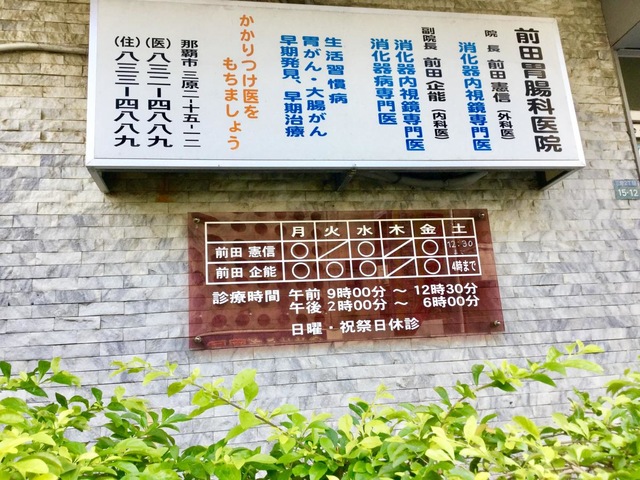 前田胃腸科医院
院長 前田憲信 (外科医)
消化器内視鏡専門医
副院長 前田企能 (内科医)
消化器内視鏡専門医
消化器病専門医
生活習慣病
胃がん・大腸がん
早期発見、早期治療
かかりつけ医を
もちましょう
那覇市三原二ー十五ー一二
(医)八三二ー四八八九
(住)八三三ー四八八九
15-12
月 火 水 木 金 土
前田 憲信 ○ ／ ○ ／ ○ 12:30
前田 企能 ○ ○ ○ ／ ○ 4時まで
診療時間 午前 9時00分 〜 12時30分
午後 2時00分 〜 6時00分
日曜・祝祭日休診